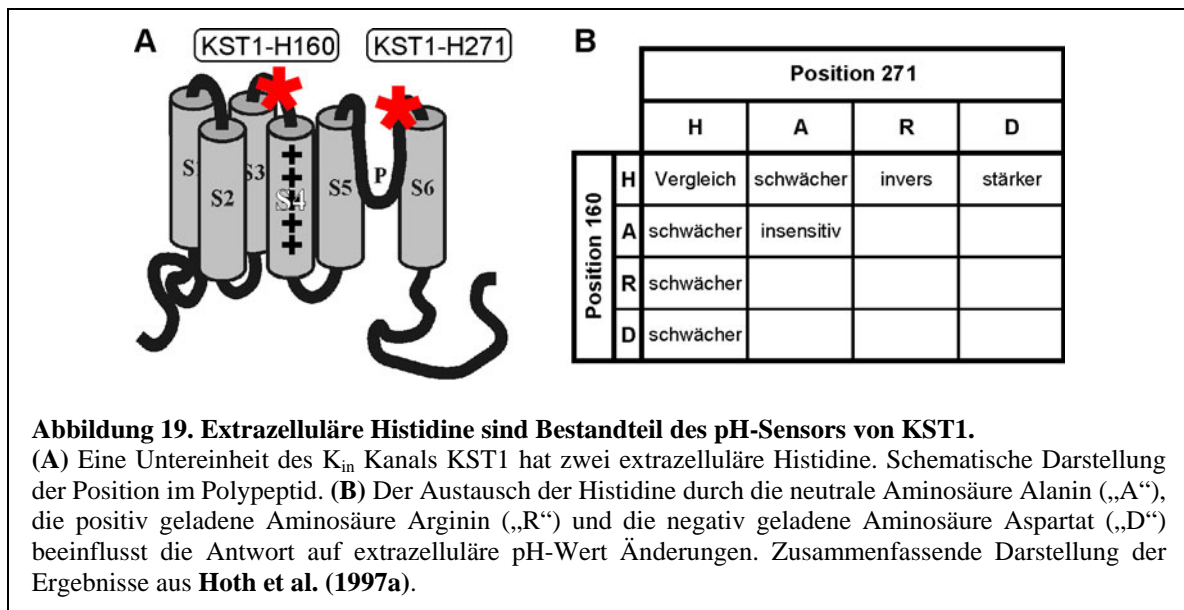 A KST1-H160 KST1-H271
S1 S2 S3 S4 S5 P S6
+
+
+
+
+
B
Position 271
H A R D
Position 160
H Vergleich schwächer invers stärker
A schwächer insensitiv
R schwächer
D schwächer
Abbildung 19. Extrazelluläre Histidine sind Bestandteil des pH-Sensors von KST1.
(A) Eine Untereinheit des Kin Kanals KST1 hat zwei extrazelluläre Histidine. Schematische Darstellung
der Position im Polypeptid. (B) Der Austausch der Histidine durch die neutrale Aminosäure Alanin („A“),
die positiv geladene Aminosäure Arginin („R“) und die negativ geladene Aminosäure Aspartat („D“)
beeinflusst die Antwort auf extrazelluläre pH-Wert Änderungen. Zusammenfassende Darstellung der
Ergebnisse aus Hoth et al. (1997a).